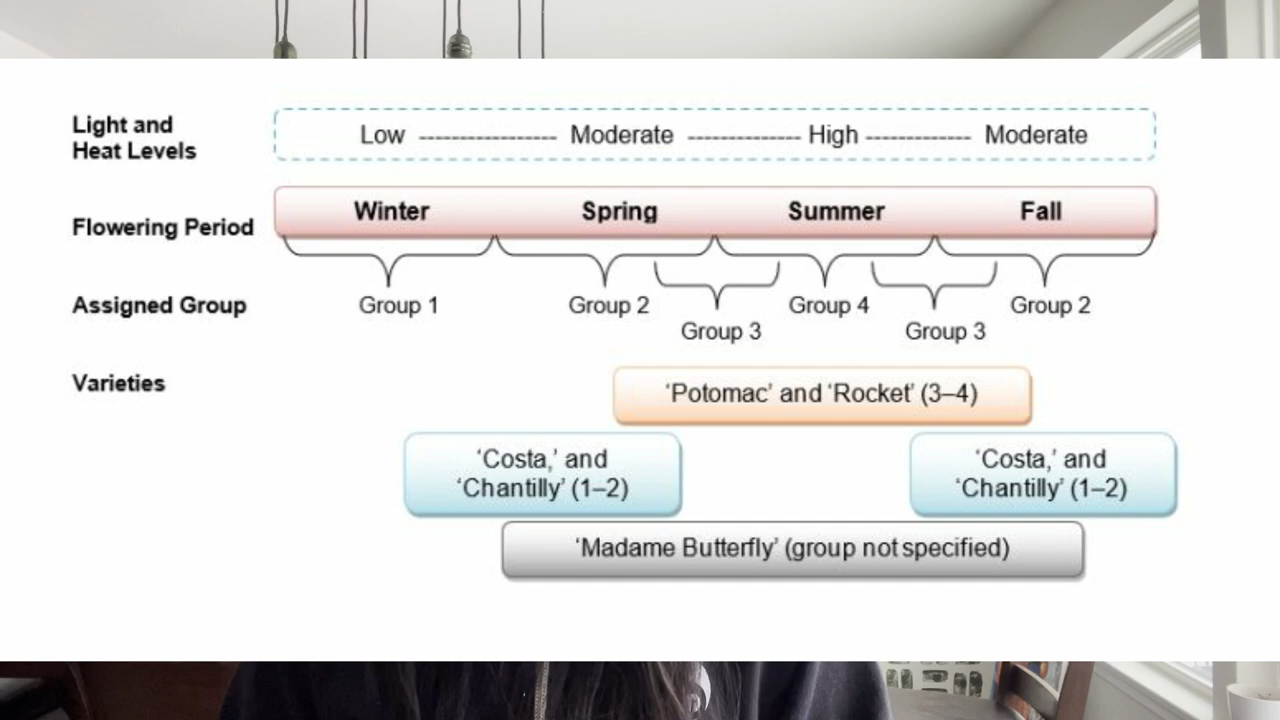 Light and
Heat Levels
Low ---------------- Moderate ------------- High ------------ Moderate
Flowering Period
Winter Spring Summer Fall
Assigned Group
Group 1 Group 2 Group 4 Group 2
Group 3 Group 3
Varieties
‘Potomac’ and ‘Rocket’ (3–4)
‘Costa,’ and ‘Costa,’ and
‘Chantilly’ (1–2) ‘Chantilly’ (1–2)
‘Madame Butterfly’ (group not specified)